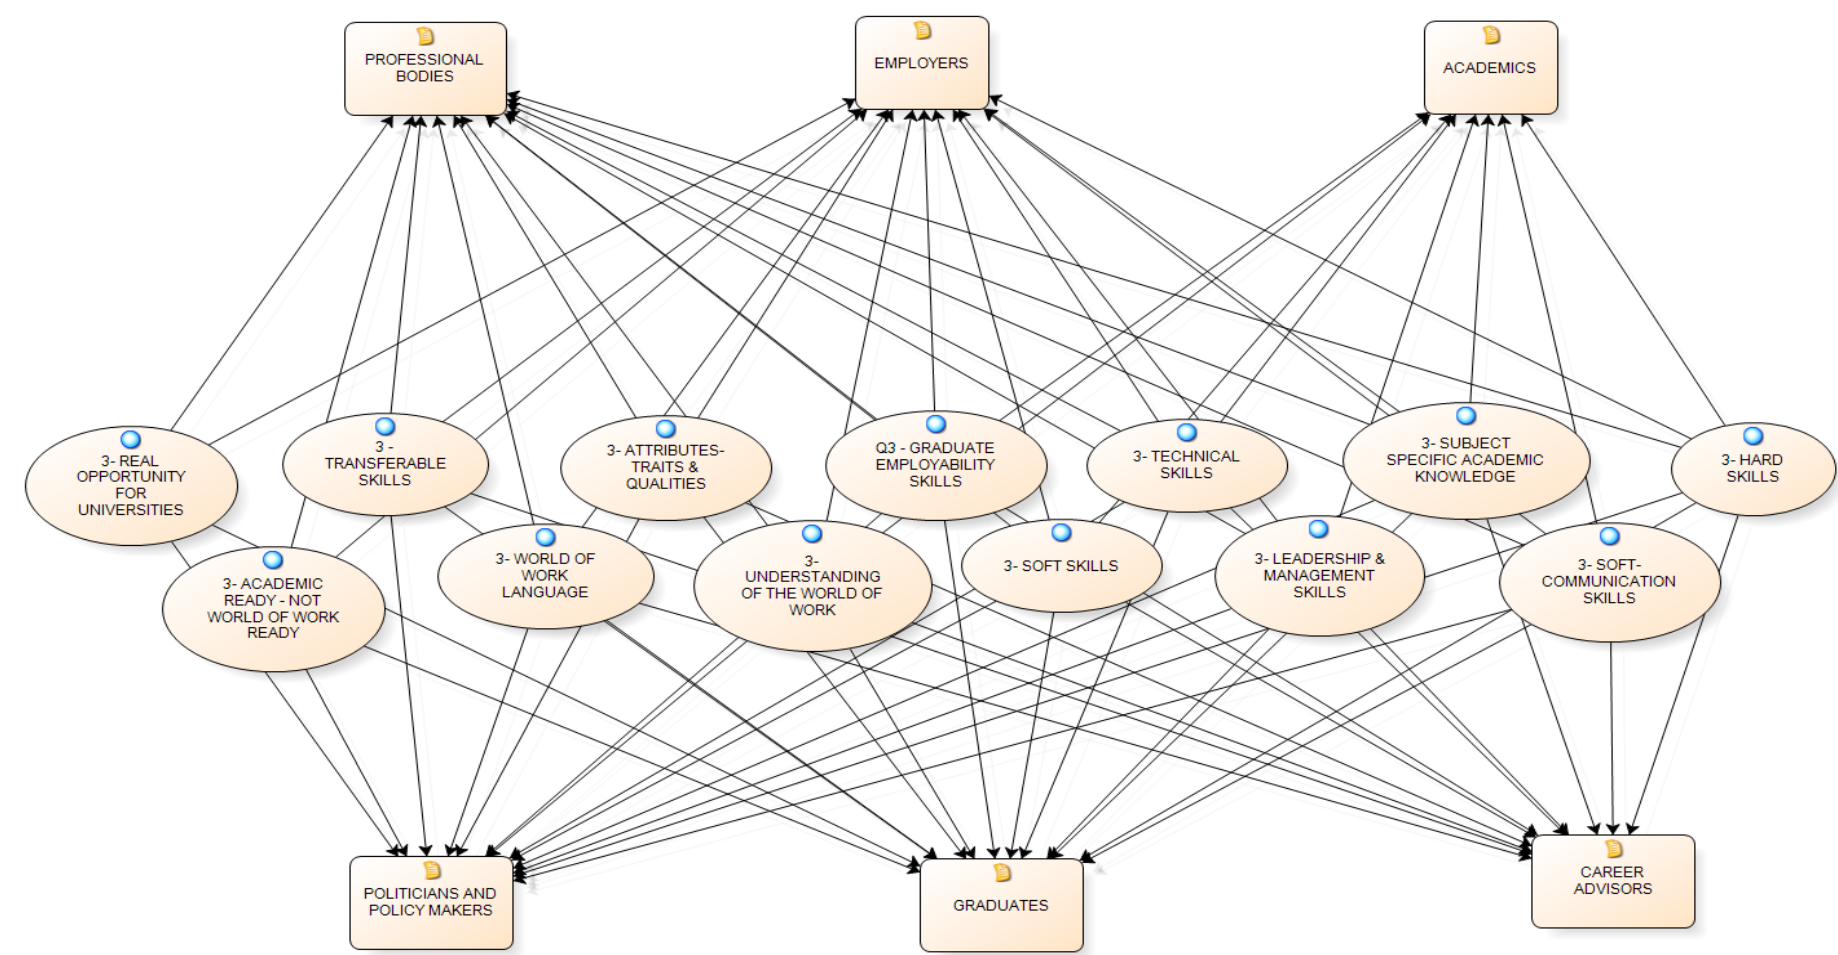 PROFESSIONAL
BODIES
EMPLOYERS
ACADEMICS
3- REAL
OPPORTUNITY
FOR
UNIVERSITIES
3 -
TRANSFERABLE
SKILLS
3- ATTRIBUTES-
TRAITS &
QUALITIES
Q3 - GRADUATE
EMPLOYABILITY
SKILLS
3- TECHNICAL
SKILLS
3- SUBJECT
SPECIFIC ACADEMIC
KNOWLEDGE
3- HARD
SKILLS
3- ACADEMIC
READY - NOT
WORLD OF WORK
READY
3- WORLD OF
WORK
LANGUAGE
3-
UNDERSTANDING
OF THE WORLD OF
WORK
3- SOFT SKILLS
3- LEADERSHIP &
MANAGEMENT
SKILLS
3- SOFT-
COMMUNICATION
SKILLS
POLITICIANS AND
POLICY MAKERS
GRADUATES
CAREER
ADVISORS